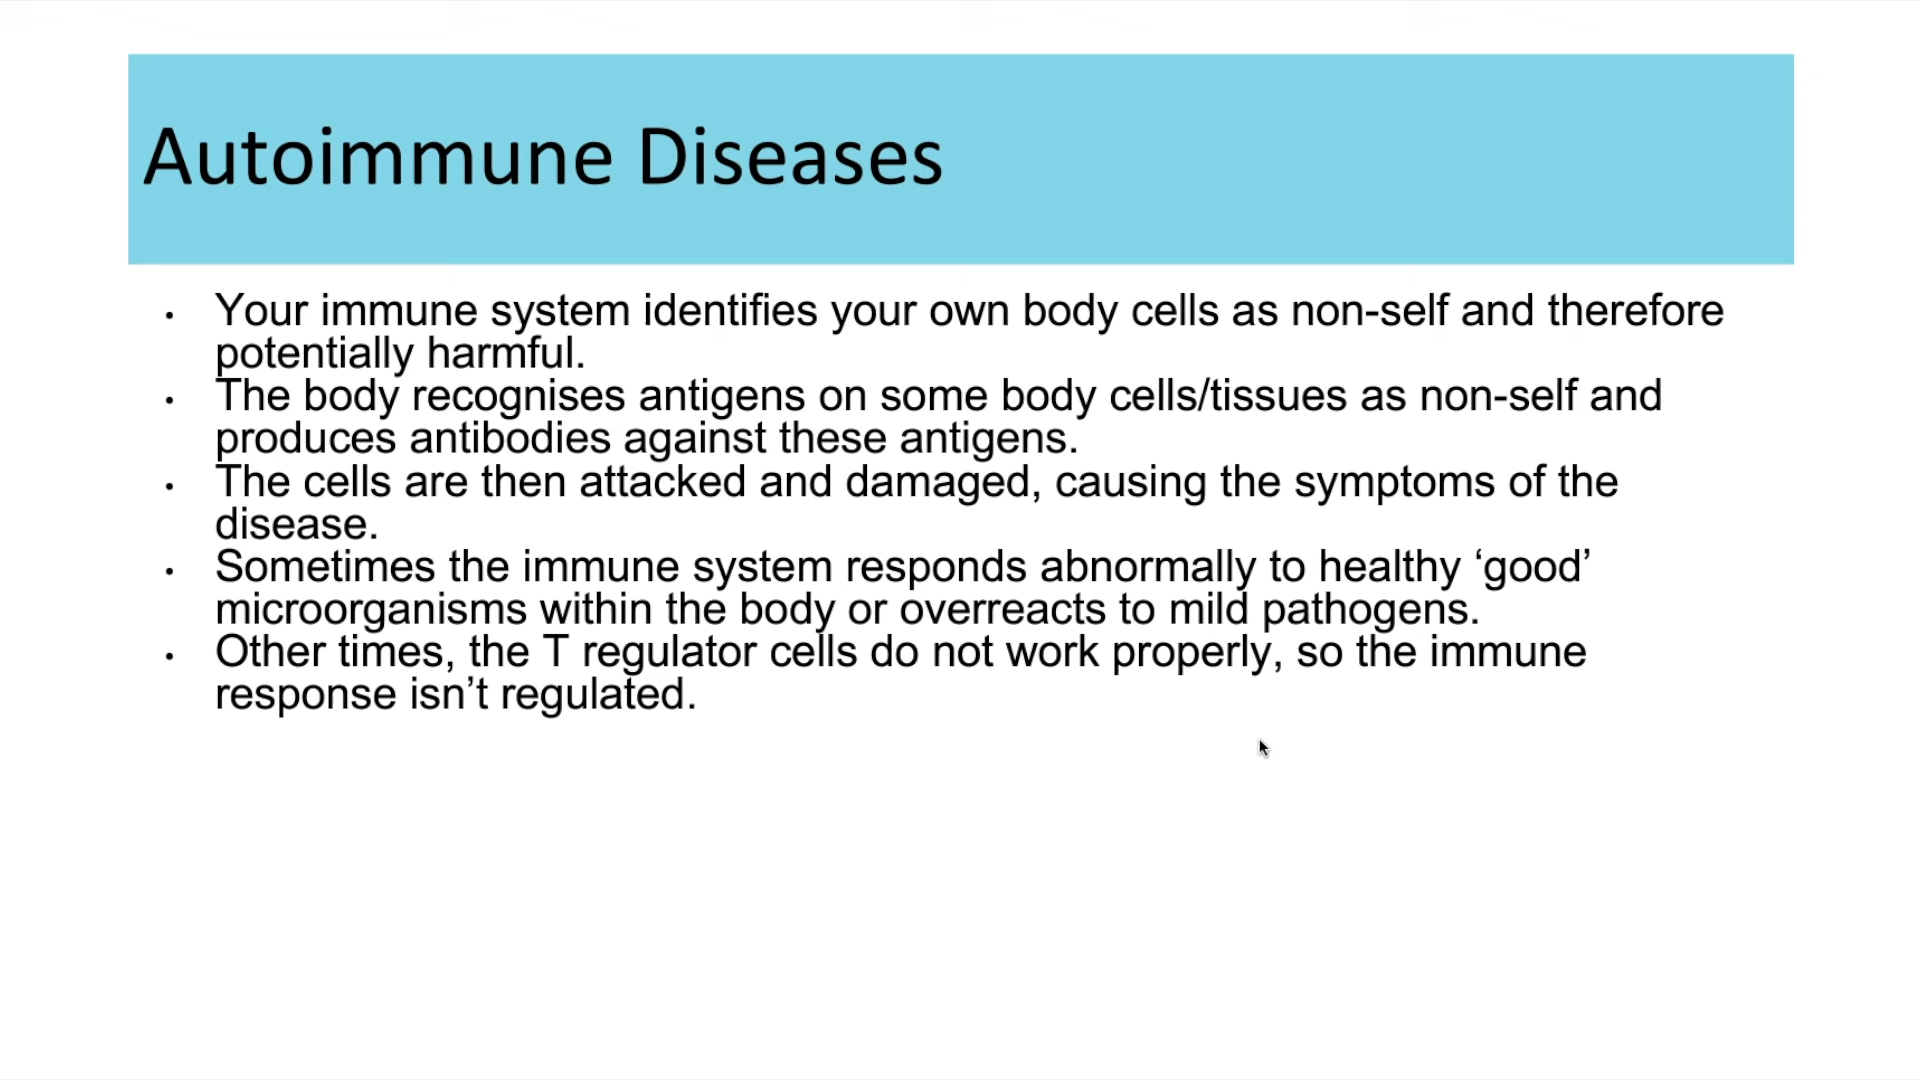 Autoimmune Diseases
• Your immune system identifies your own body cells as non-self and therefore
potentially harmful.
• The body recognises antigens on some body cells/tissues as non-self and
produces antibodies against these antigens.
• The cells are then attacked and damaged, causing the symptoms of the
disease.
• Sometimes the immune system responds abnormally to healthy ‘good’
microorganisms within the body or overreacts to mild pathogens.
• Other times, the T regulator cells do not work properly, so the immune
response isn’t regulated.